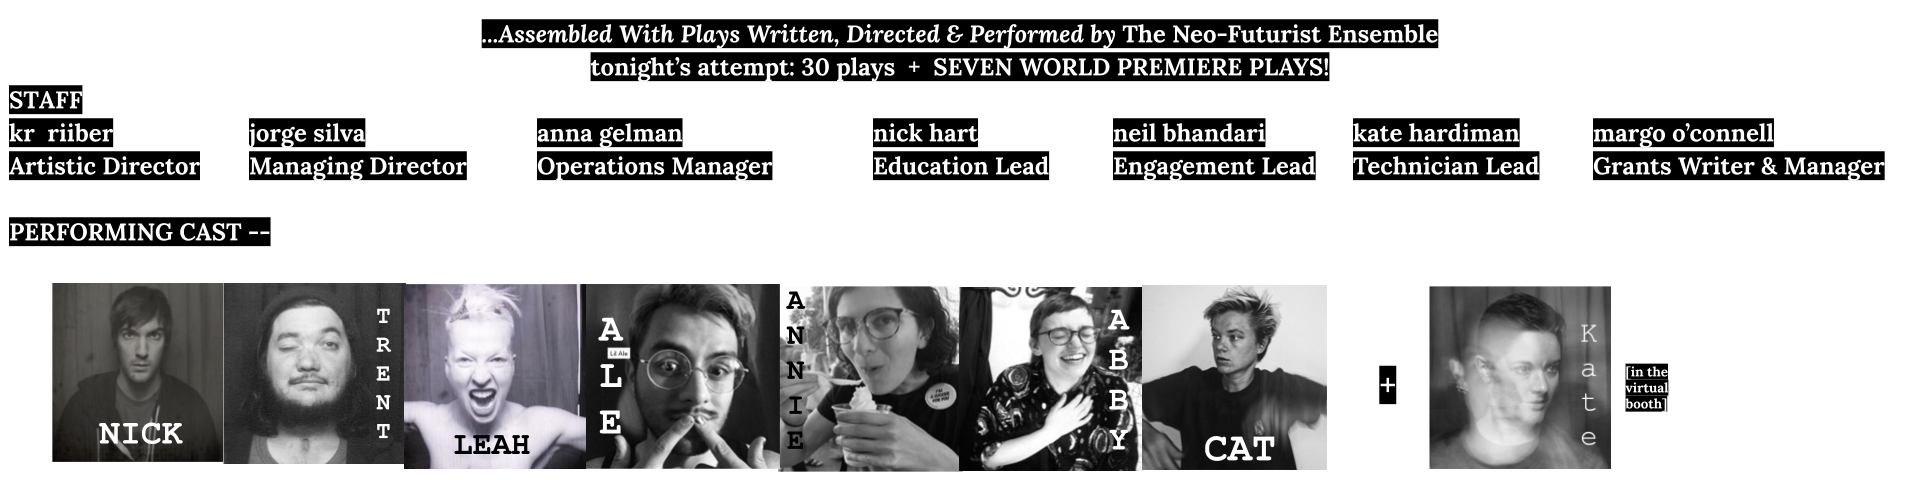 ...Assembled With Plays Written, Directed & Performed by The Neo-Futurist Ensemble
tonight's attempt: 30 plays + SEVEN WORLD PREMIERE PLAYS!
STAFF
kr riiber jorge silva anna gelman nick hart neil bhandari kate hardiman margo o'connell
Artistic Director Managing Director Operations Manager Education Lead Engagement Lead Technician Lead Grants Writer & Manager
PERFORMING CAST --
NICK
TRENT
LEAH
ALE
Lil Ale
ANNIE
ABBY
CAT
+
Kate
[in the
virtual
booth]